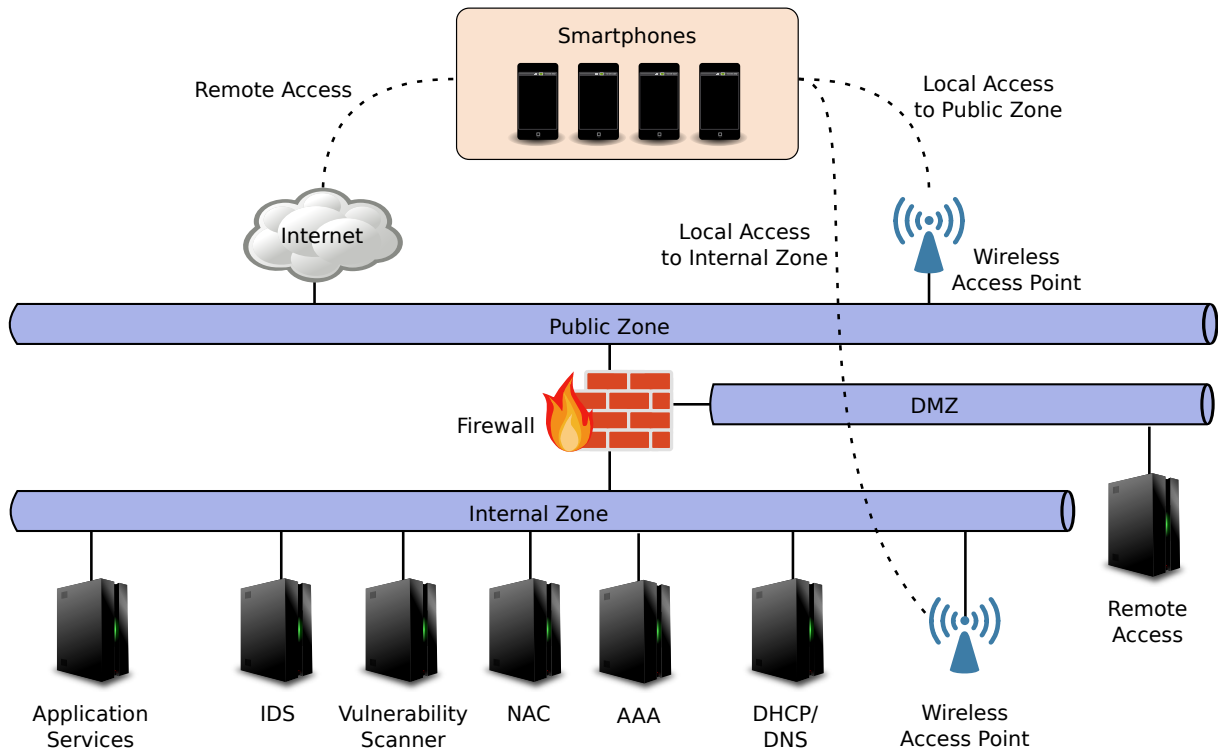 Smartphones
Remote Access
Local Access
to Public Zone
Internet
Local Access
to Internal Zone
Wireless
Access Point
Public Zone
DMZ
Firewall
Internal Zone
Remote
Access
Application
Services
IDS
Vulnerability
Scanner
NAC
AAA
DHCP/
DNS
Wireless
Access Point